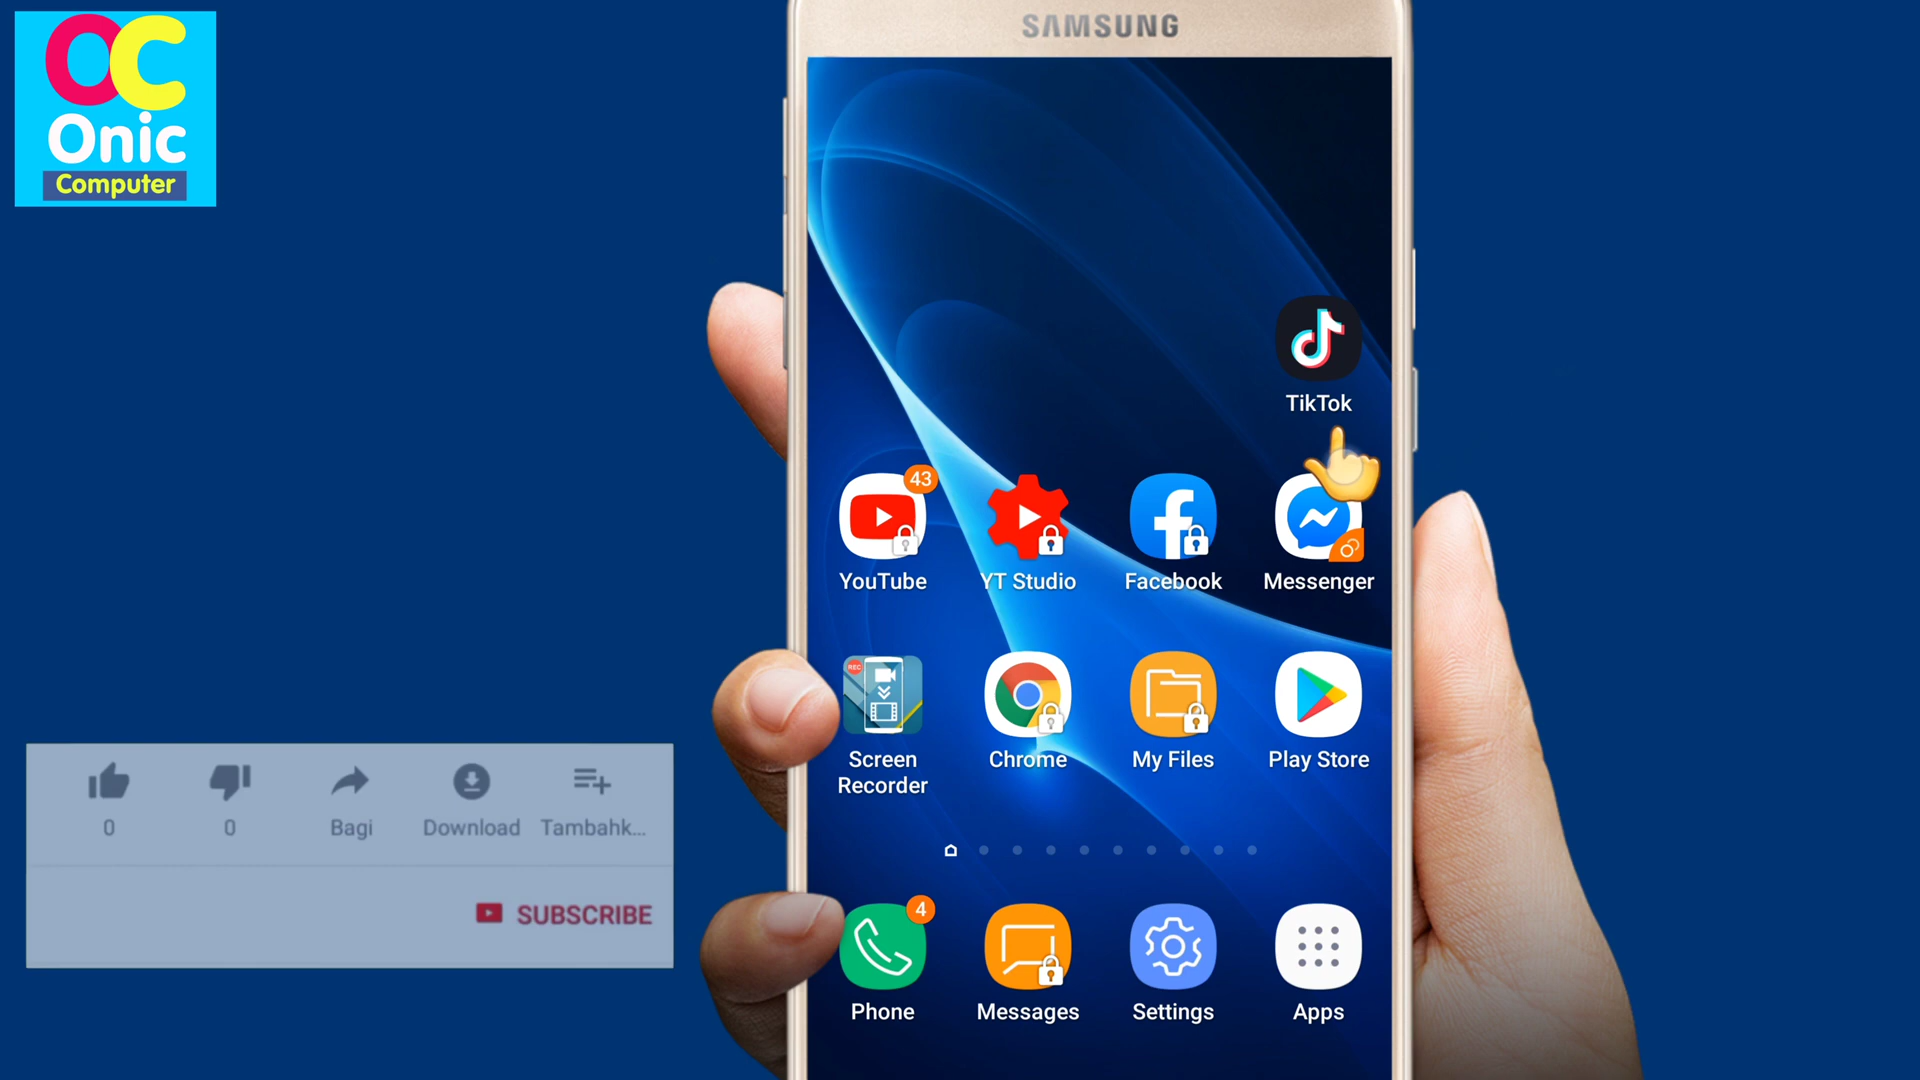 OC
Onic
Computer
SAMSUNG
TikTok
43
YouTube
YT Studio
Facebook
Messenger
REC
Screen
Recorder
Chrome
My Files
Play Store
0
0
Bagi
Download
Tambahk...
SUBSCRIBE
4
Phone
Messages
Settings
Apps